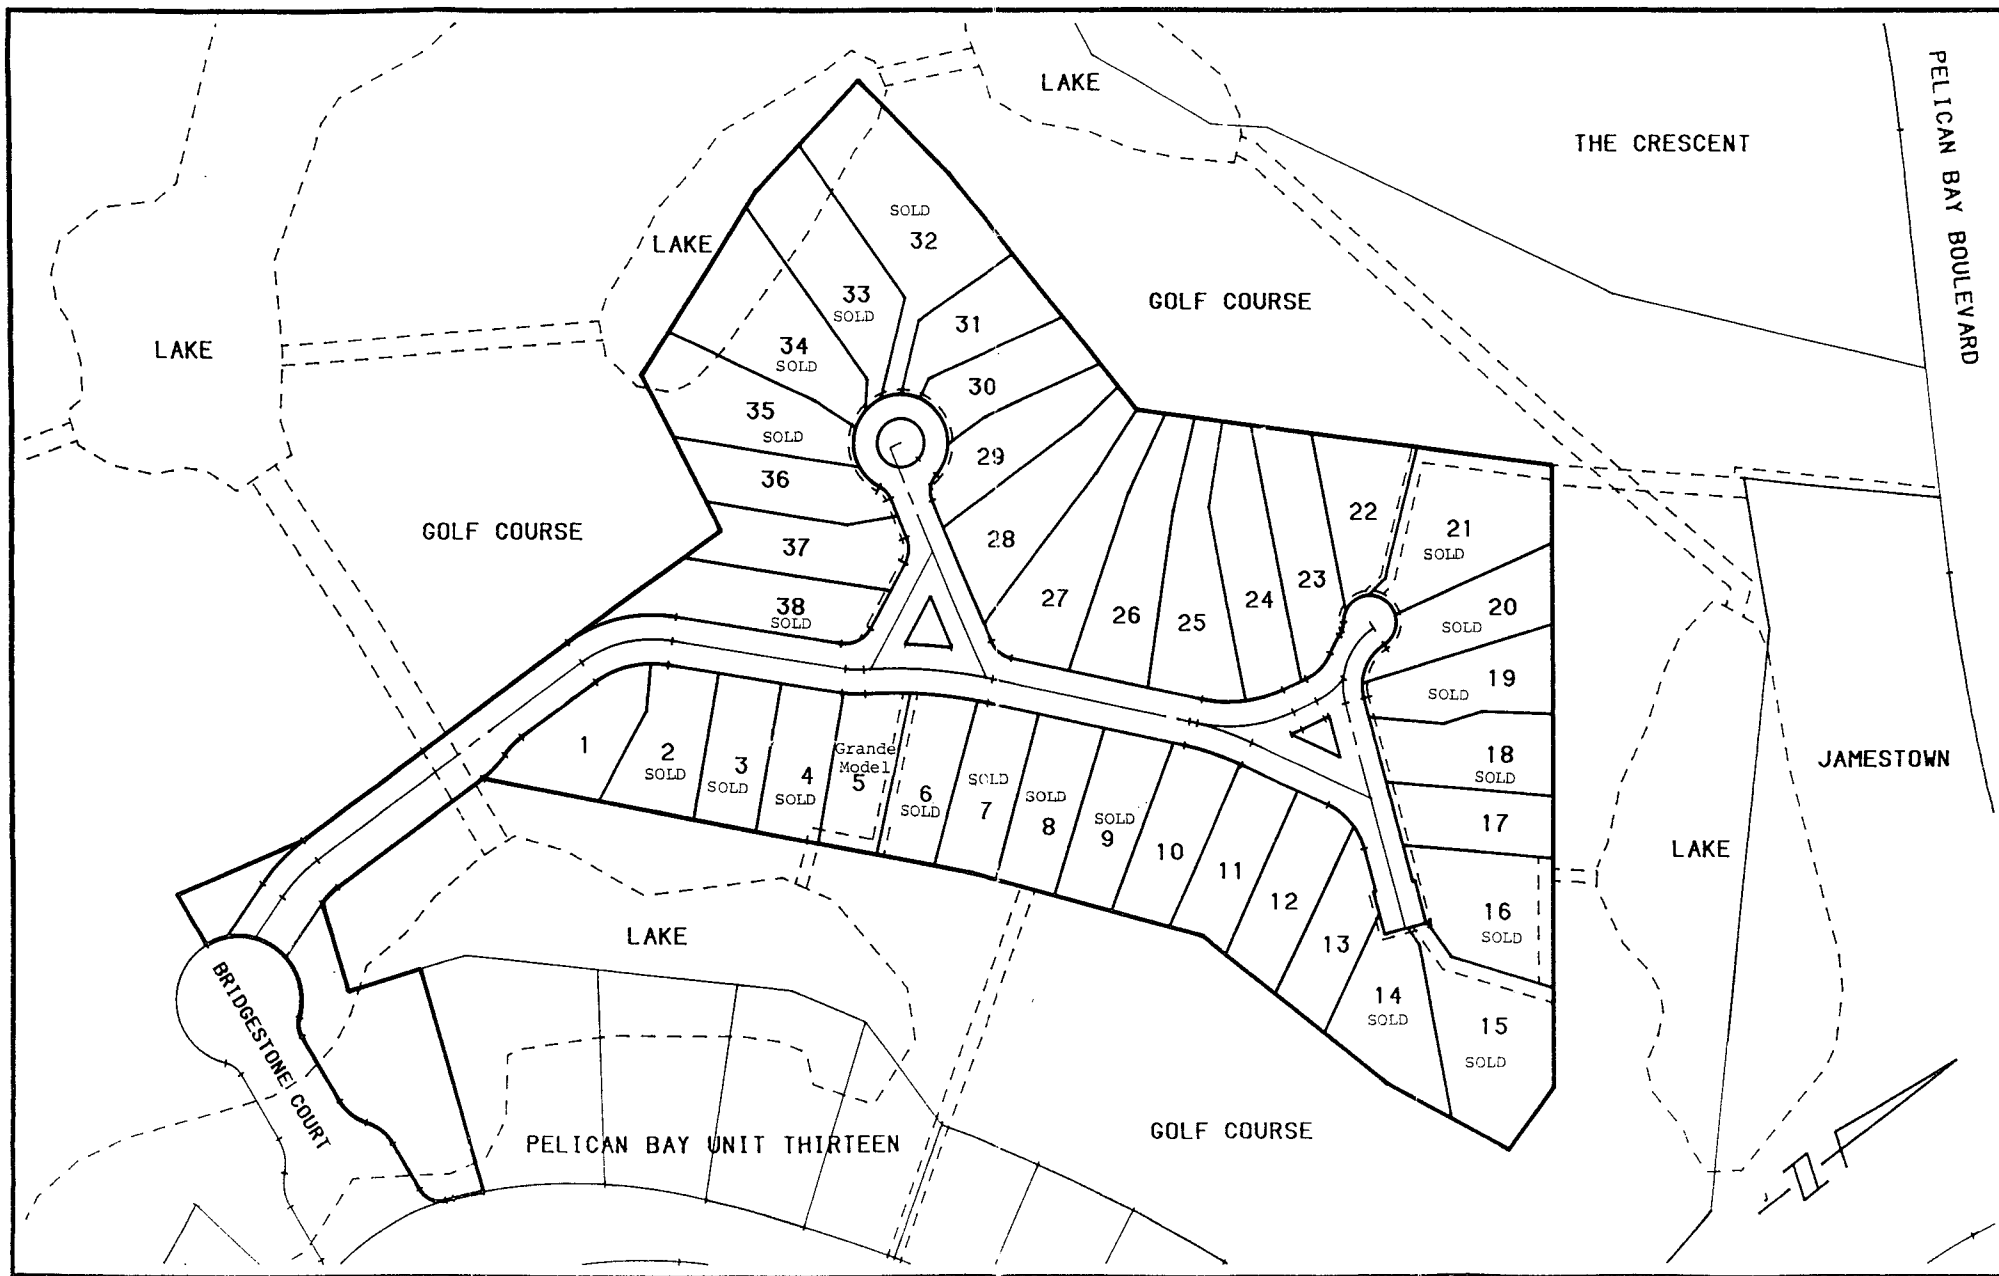 LAKE
THE CRESCENT
PELICAN BAY BOULEVARD
SOLD
32
LAKE
33
SOLD
GOLF COURSE
LAKE
31
34
SOLD
30
35
SOLD
29
36
GOLF COURSE
37
28
38
SOLD
27
26
25
24
23
22
21
SOLD
20
SOLD
19
SOLD
18
SOLD
17
16
SOLD
15
SOLD
14
SOLD
13
12
11
10
SOLD
9
SOLD
8
SOLD
7
6
SOLD
Grande
Model
5
4
SOLD
3
SOLD
2
SOLD
1
JAMESTOWN
LAKE
LAKE
BRIDGESTONE COURT
PELICAN BAY UNIT THIRTEEN
GOLF COURSE
N